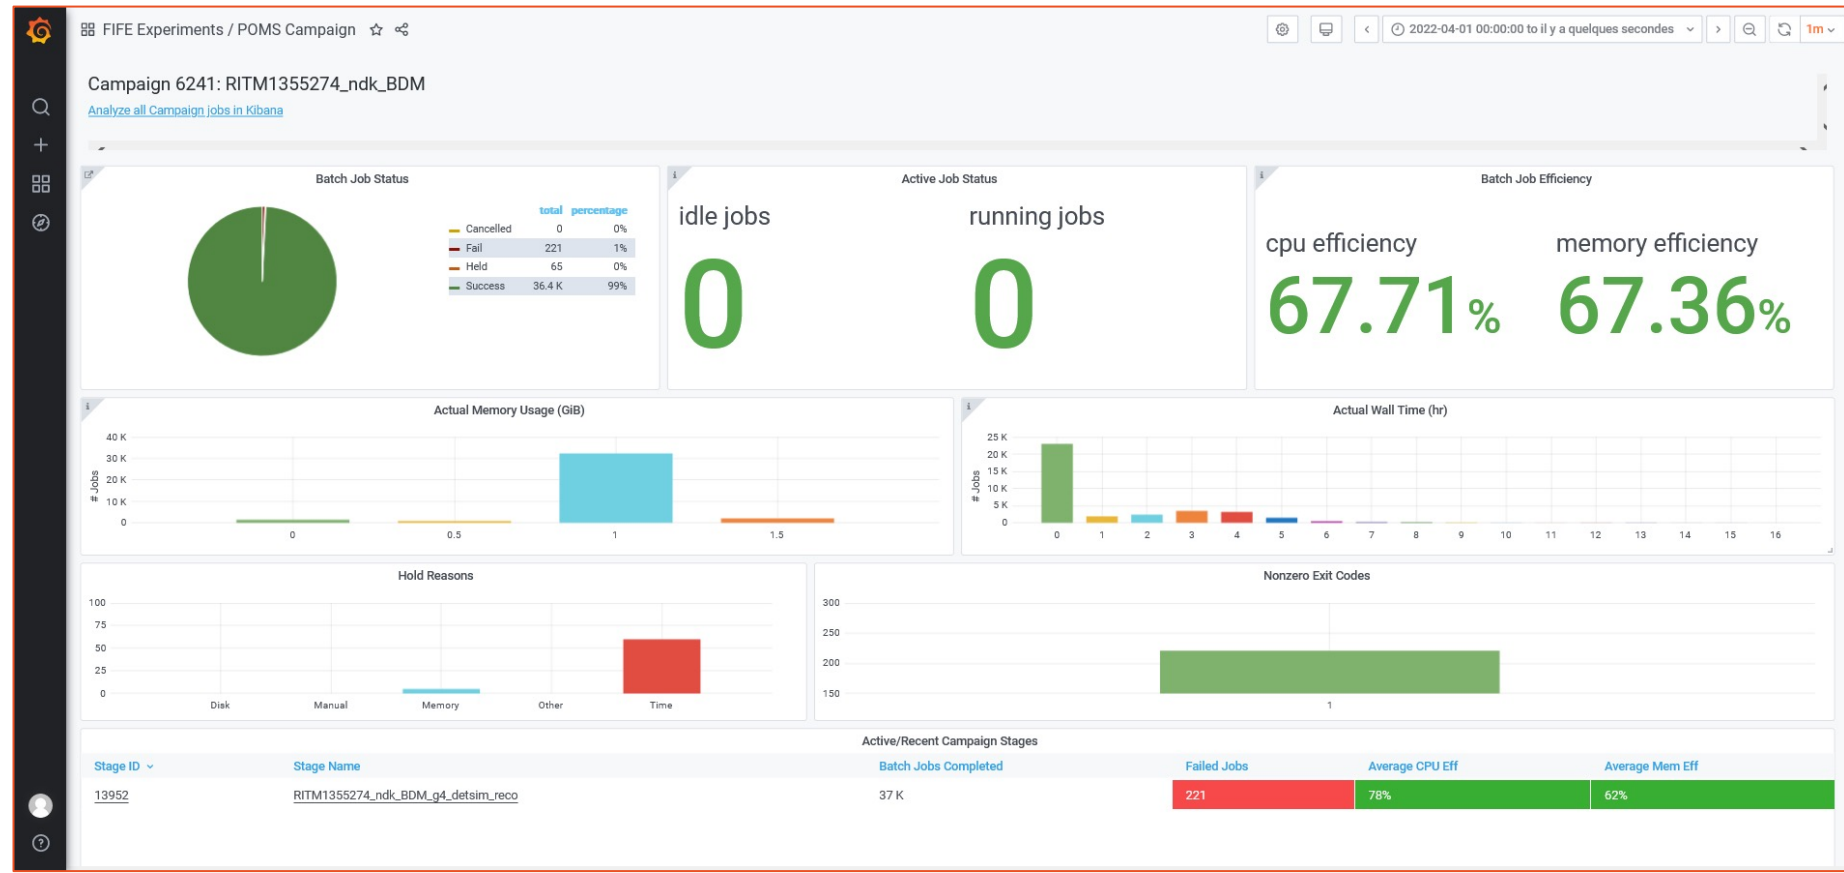 FIFE Experiments / POMS Campaign
2022-04-01 00:00:00 to il y a quelques secondes
1m
Campaign 6241: RITM1355274_ndk_BDM
Analyze all Campaign jobs in Kibana
Batch Job Status
total percentage
Cancelled 0 0%
Fail 221 1%
Held 65 0%
Success 36.4 K 99%
Active Job Status
idle jobs running jobs
0 0
Batch Job Efficiency
cpu efficiency memory efficiency
67.71% 67.36%
Actual Memory Usage (GiB)
# Jobs
40 K
30 K
20 K
10 K
0
0 0.5 1 1.5
Actual Wall Time (hr)
# Jobs
25 K
20 K
15 K
10 K
5 K
0
0 1 2 3 4 5 6 7 8 9 10 11 12 13 14 15 16
Hold Reasons
100
75
50
25
0
Disk Manual Memory Other Time
Nonzero Exit Codes
300
250
200
150
1
Active/Recent Campaign Stages
Stage ID Stage Name Batch Jobs Completed Failed Jobs Average CPU Eff Average Mem Eff
13952 RITM1355274_ndk_BDM_g4_detsim_reco 37 K 221 78% 62%